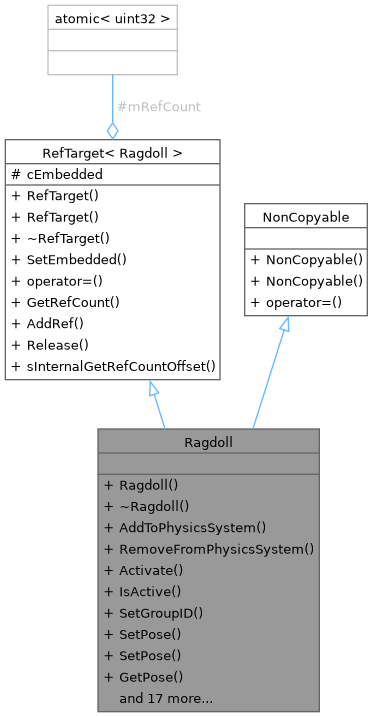 atomic< uint32 >
#mRefCount
RefTarget< Ragdoll >
# cEmbedded
+ RefTarget()
+ RefTarget()
+ ~RefTarget()
+ SetEmbedded()
+ operator=()
+ GetRefCount()
+ AddRef()
+ Release()
+ sInternalGetRefCountOffset()
NonCopyable
+ NonCopyable()
+ NonCopyable()
+ operator=()
Ragdoll
+ Ragdoll()
+ ~Ragdoll()
+ AddToPhysicsSystem()
+ RemoveFromPhysicsSystem()
+ Activate()
+ IsActive()
+ SetGroupID()
+ SetPose()
+ SetPose()
+ GetPose()
and 17 more...